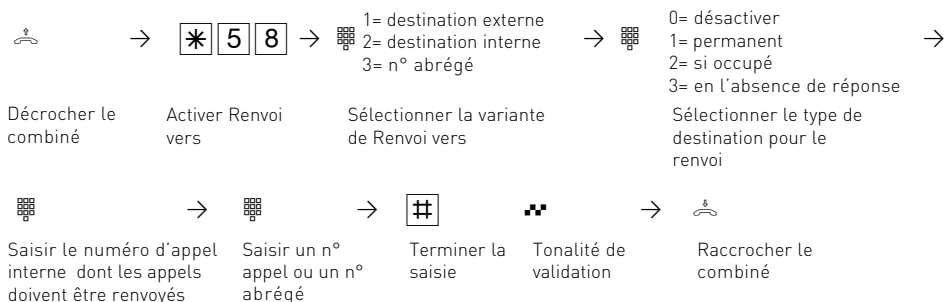 1= destination externe
2= destination interne
3= n° abrégé
0= désactiver
1= permanent
2= si occupé
3= en l'absence de réponse
* 5 8
Décrocher le
combiné
Activer Renvoi
vers
Sélectionner la variante
de Renvoi vers
Sélectionner le type de
destination pour le
renvoi
#
Saisir le numéro d'appel
interne dont les appels
doivent être renvoyés
Saisir un n°
appel ou un n°
abrégé
Terminer la
saisie
Tonalité de
validation
Raccrocher le
combiné